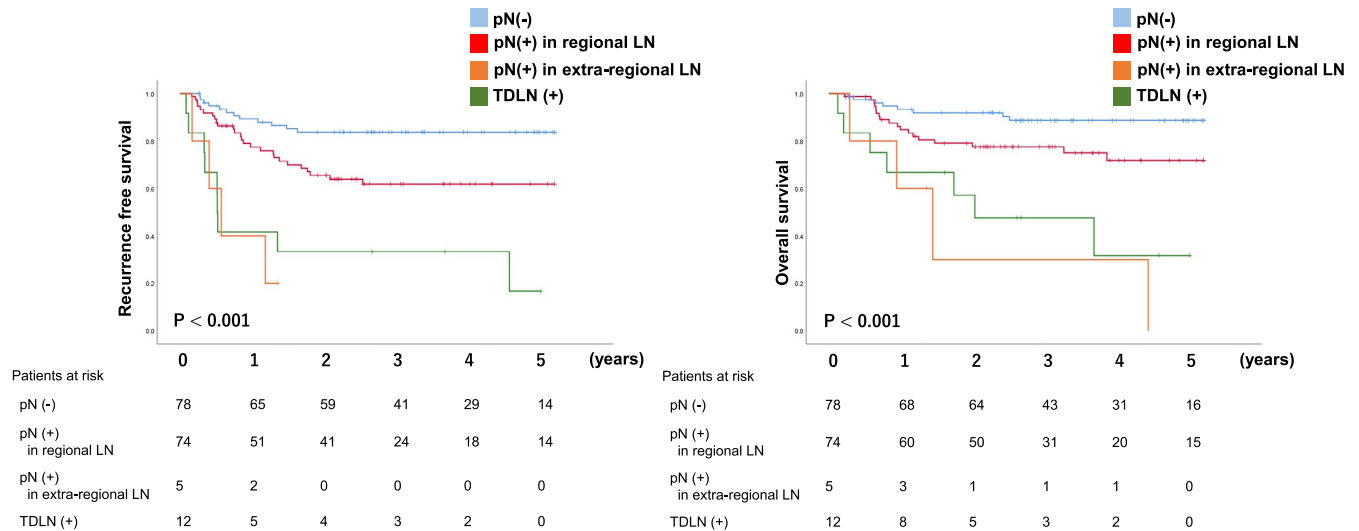 pN(-)
pN(+) in regional LN
pN(+) in extra-regional LN
TDLN (+)
Recurrence free survival
1.0
0.8
0.6
0.4
0.2
0.0
P < 0.001
0 1 2 3 4 5 (years)
Patients at risk
pN (-) 78 65 59 41 29 14
pN (+)
in regional LN 74 51 41 24 18 14
pN (+)
in extra-regional LN 5 2 0 0 0 0
TDLN (+) 12 5 4 3 2 0
pN(-)
pN(+) in regional LN
pN(+) in extra-regional LN
TDLN (+)
Overall survival
1.0
0.8
0.6
0.4
0.2
0.0
P < 0.001
0 1 2 3 4 5 (years)
Patients at risk
pN (-) 78 68 64 43 31 16
pN (+)
in regional LN 74 60 50 31 20 15
pN (+)
in extra-regional LN 5 3 1 1 1 0
TDLN (+) 12 8 5 3 2 0